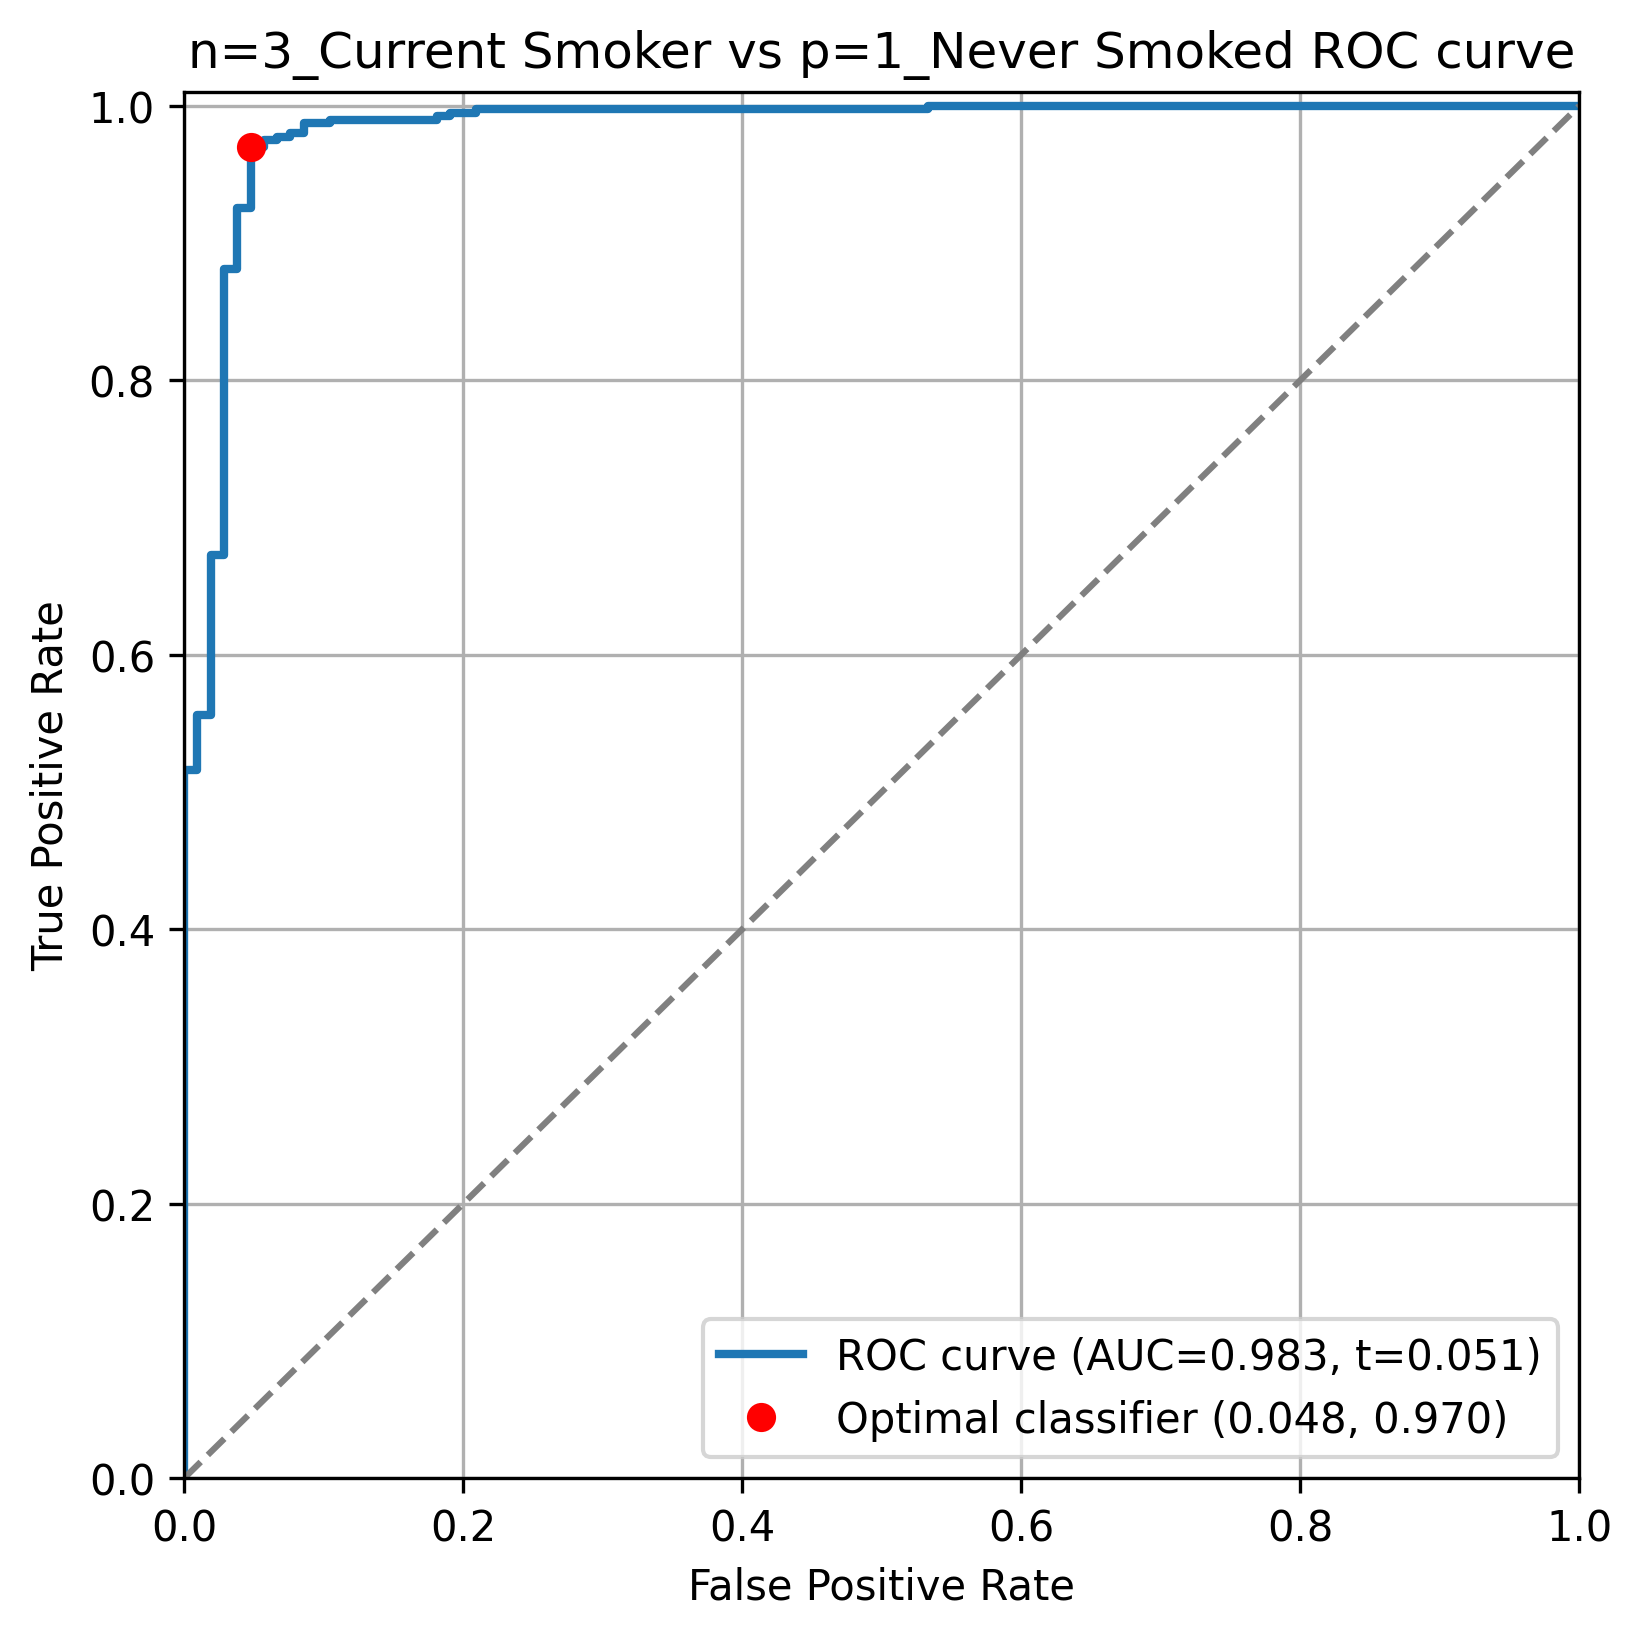 n=3_Current Smoker vs p=1_Never Smoked ROC curve
1.0
0.8
0.6
0.4
0.2
0.0
True Positive Rate
ROC curve (AUC=0.983, t=0.051)
Optimal classifier (0.048, 0.970)
0.0 0.2 0.4 0.6 0.8 1.0
False Positive Rate